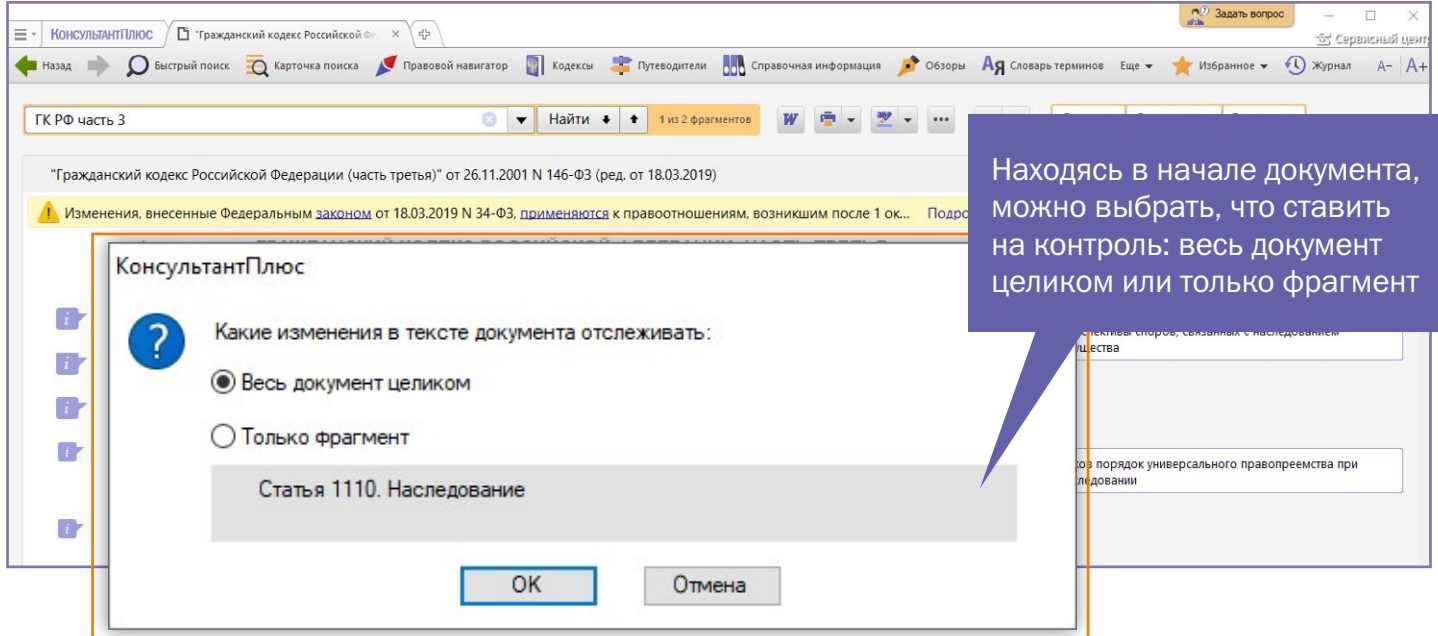 Задать вопрос
КонсультантПлюс
"Гражданский кодекс Российской
Сервисный
Назад Быстрый поиск Карточка поиска Правовой навигатор Кодексы Путеводители Справочная информация Обзоры Ая Словарь терминов Еще Избранное Журнал А- А+
ГК РФ часть 3 Найти 1 из 2 фрагментов W
"Гражданский кодекс Российской Федерации (часть третья)" от 26.11.2001 N 146-ФЗ (ред. от 18.03.2019)
Изменения, внесенные Федеральным законом от 18.03.2019 N 34-ФЗ, применяются к правоотношениям, возникшим после 1 ок...
Находясь в начале документа,
можно выбрать, что ставить
на контроль: весь документ
целиком или только фрагмент
КонсультантПлюс
Какие изменения в тексте документа отслеживать:
Весь документ целиком
Только фрагмент
Статья 1110. Наследование
ОК Отмена
споров, связанных с наследованием
порядок универсального правопреемства при